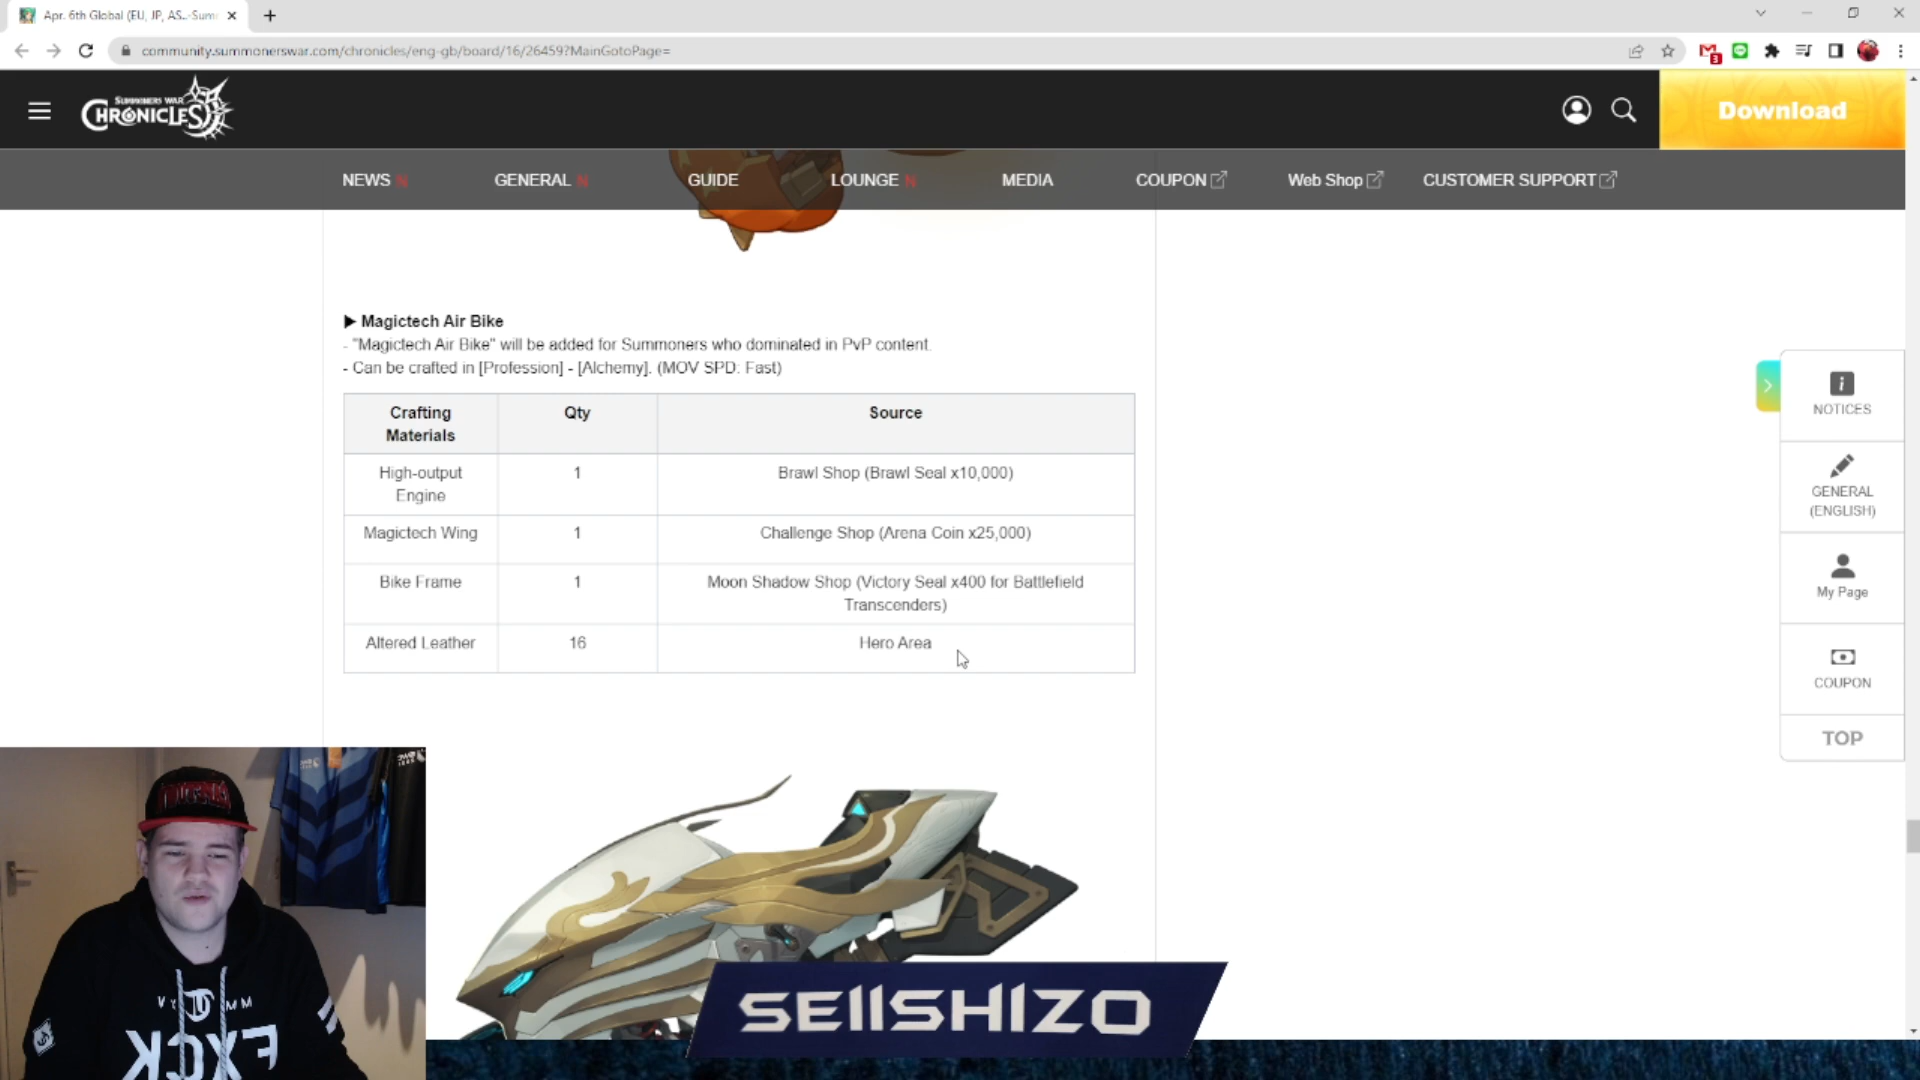 Apr. 6th Global (EU, JP, AS...-Sum
community.summonerswar.com/chronicles/eng-gb/board/16/26459?MainGotoPage=
3
SUMMONERS WAR
CHRONICLES
Download
NEWS N
GENERAL N
GUIDE
LOUNGE N
MEDIA
COUPON
Web Shop
CUSTOMER SUPPORT
▶ Magictech Air Bike
- "Magictech Air Bike" will be added for Summoners who dominated in PvP content.
- Can be crafted in [Profession] - [Alchemy]. (MOV SPD: Fast)
Crafting Materials
Qty
Source
High-output Engine
1
Brawl Shop (Brawl Seal x10,000)
Magictech Wing
1
Challenge Shop (Arena Coin x25,000)
Bike Frame
1
Moon Shadow Shop (Victory Seal x400 for Battlefield
Transcenders)
Altered Leather
16
Hero Area
NOTICES
GENERAL
(ENGLISH)
My Page
COUPON
TOP
SEIISHIZO